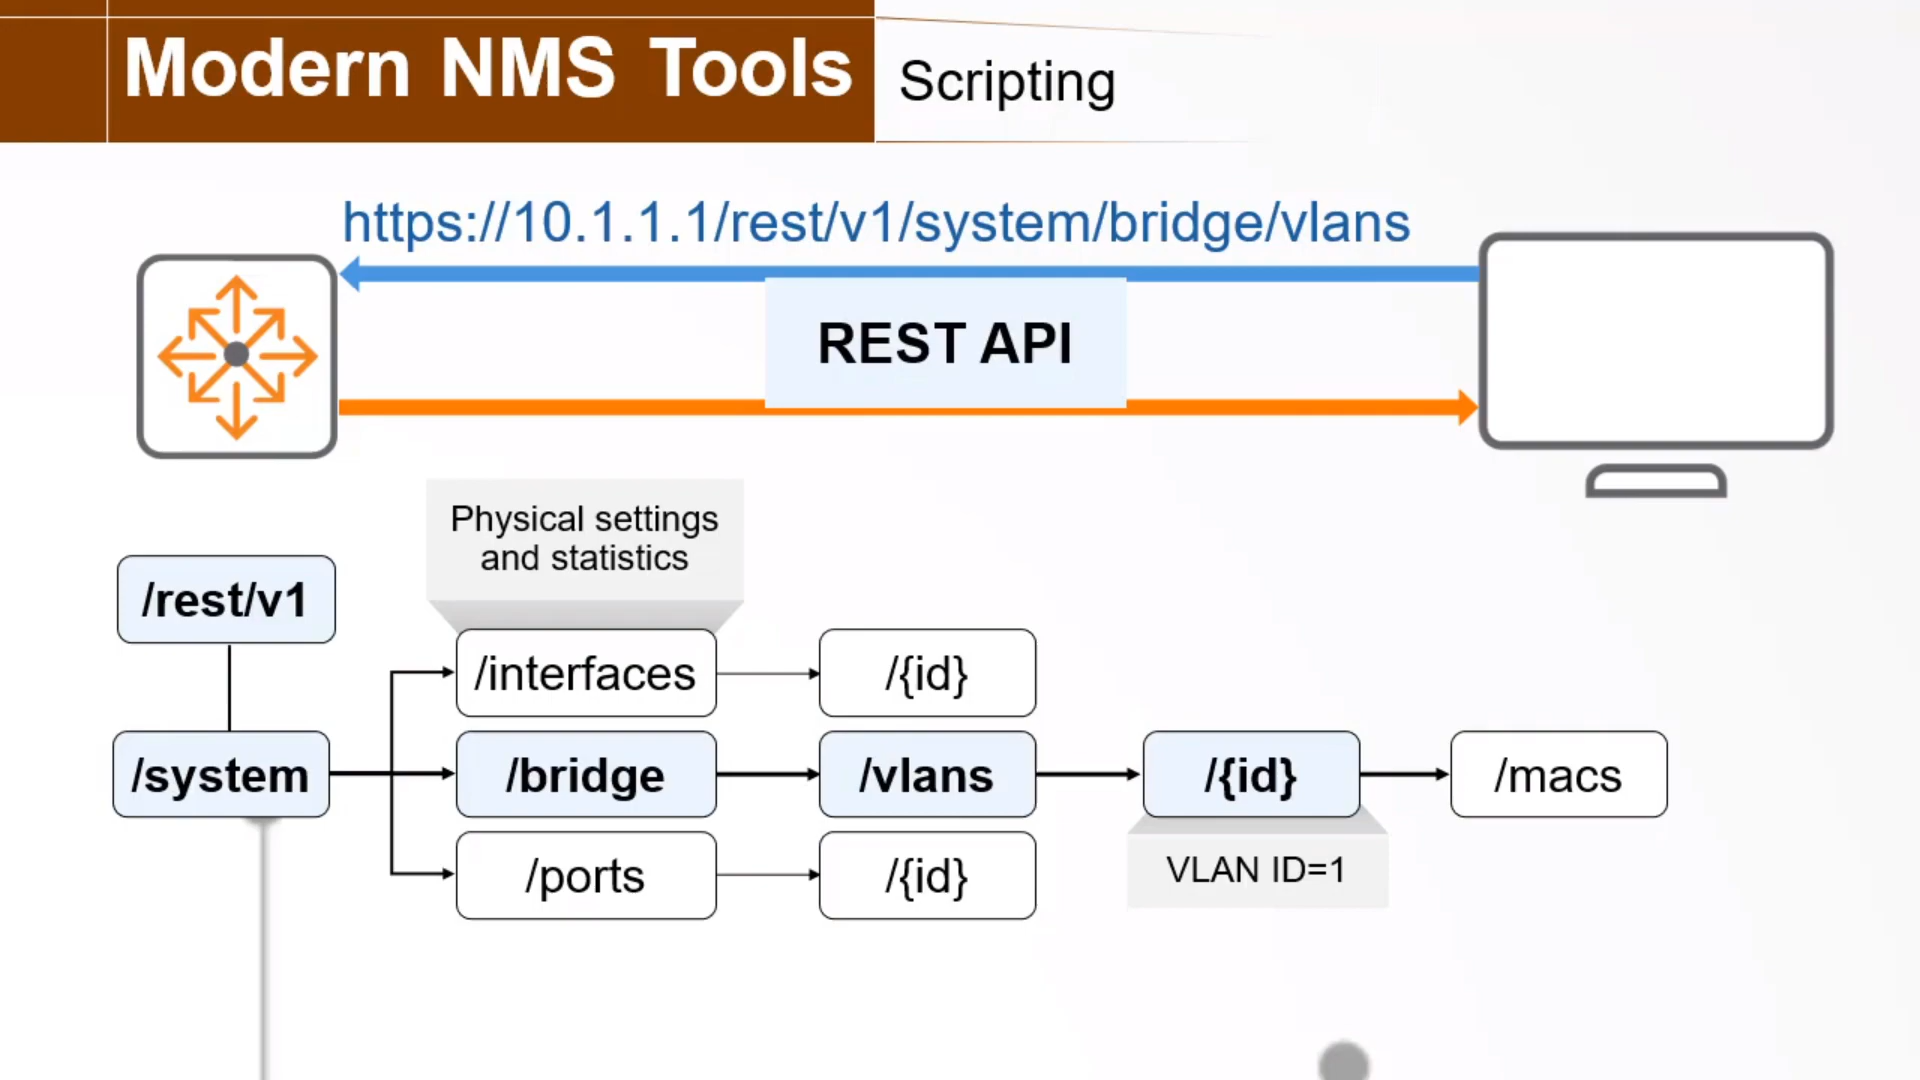 Modern NMS Tools
Scripting
https://10.1.1.1/rest/v1/system/bridge/vlans
REST API
Physical settings
and statistics
/rest/v1
/interfaces
/{id}
/system
/bridge
/vlans
/{id}
/macs
/ports
/{id}
VLAN ID=1